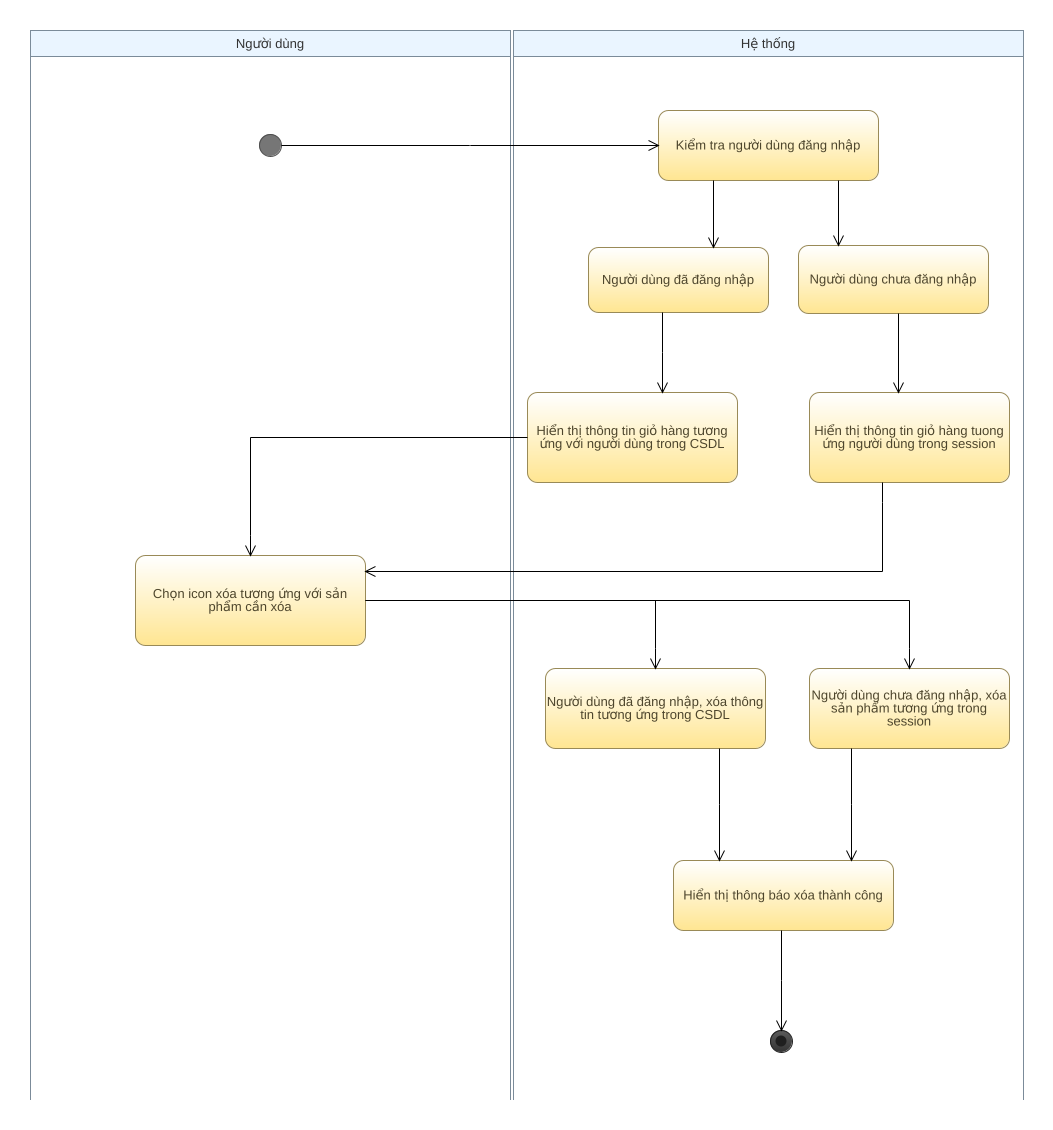 Người dùng
Hệ thống
Kiểm tra người dùng đăng nhập
Người dùng đã đăng nhập
Người dùng chưa đăng nhập
Hiển thị thông tin giỏ hàng tương
ứng với người dùng trong CSDL
Hiển thị thông tin giỏ hàng tuong
ứng người dùng trong session
Chọn icon xóa tương ứng với sản
phẩm cần xóa
Người dùng đã đăng nhập, xóa thông
tin tương ứng trong CSDL
Người dùng chưa đăng nhập, xóa
sản phẩm tương ứng trong
session
Hiển thị thông báo xóa thành công